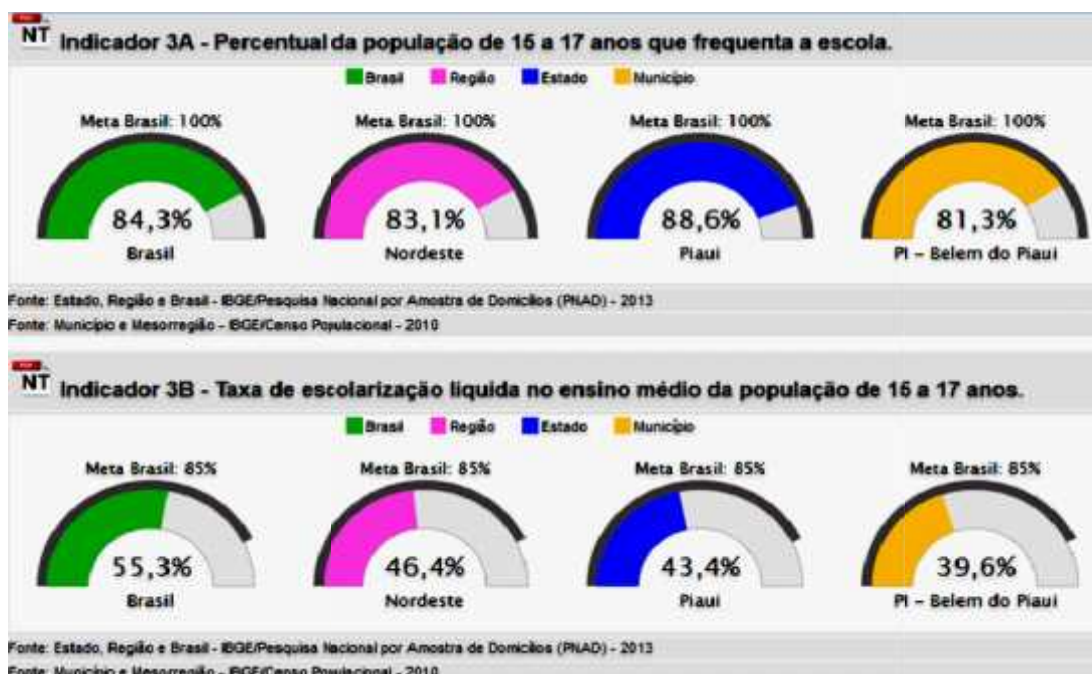 NT Indicador 3A - Percentual da população de 15 a 17 anos que frequenta a escola.
Brasil Região Estado Município
Meta Brasil: 100% Meta Brasil: 100% Meta Brasil: 100% Meta Brasil: 100%
84,3% 83,1% 88,6% 81,3%
Brasil Nordeste Piaui PI - Belem do Piaui
Fonte: Estado, Região e Brasil - IBGE/Pesquisa Nacional por Amostra de Domicílios (PNAD) - 2013
Fonte: Município e Mesorregião - IBGE/Censo Populacional - 2010
NT Indicador 3B - Taxa de escolarização líquida no ensino médio da população de 15 a 17 anos.
Brasil Região Estado Município
Meta Brasil: 85% Meta Brasil: 85% Meta Brasil: 85% Meta Brasil: 85%
55,3% 46,4% 43,4% 39,6%
Brasil Nordeste Piaui PI - Belem do Piaui
Fonte: Estado, Região e Brasil - IBGE/Pesquisa Nacional por Amostra de Domicílios (PNAD) - 2013
Fonte: Município e Mesorregião - IBGE/Censo Populacional - 2010